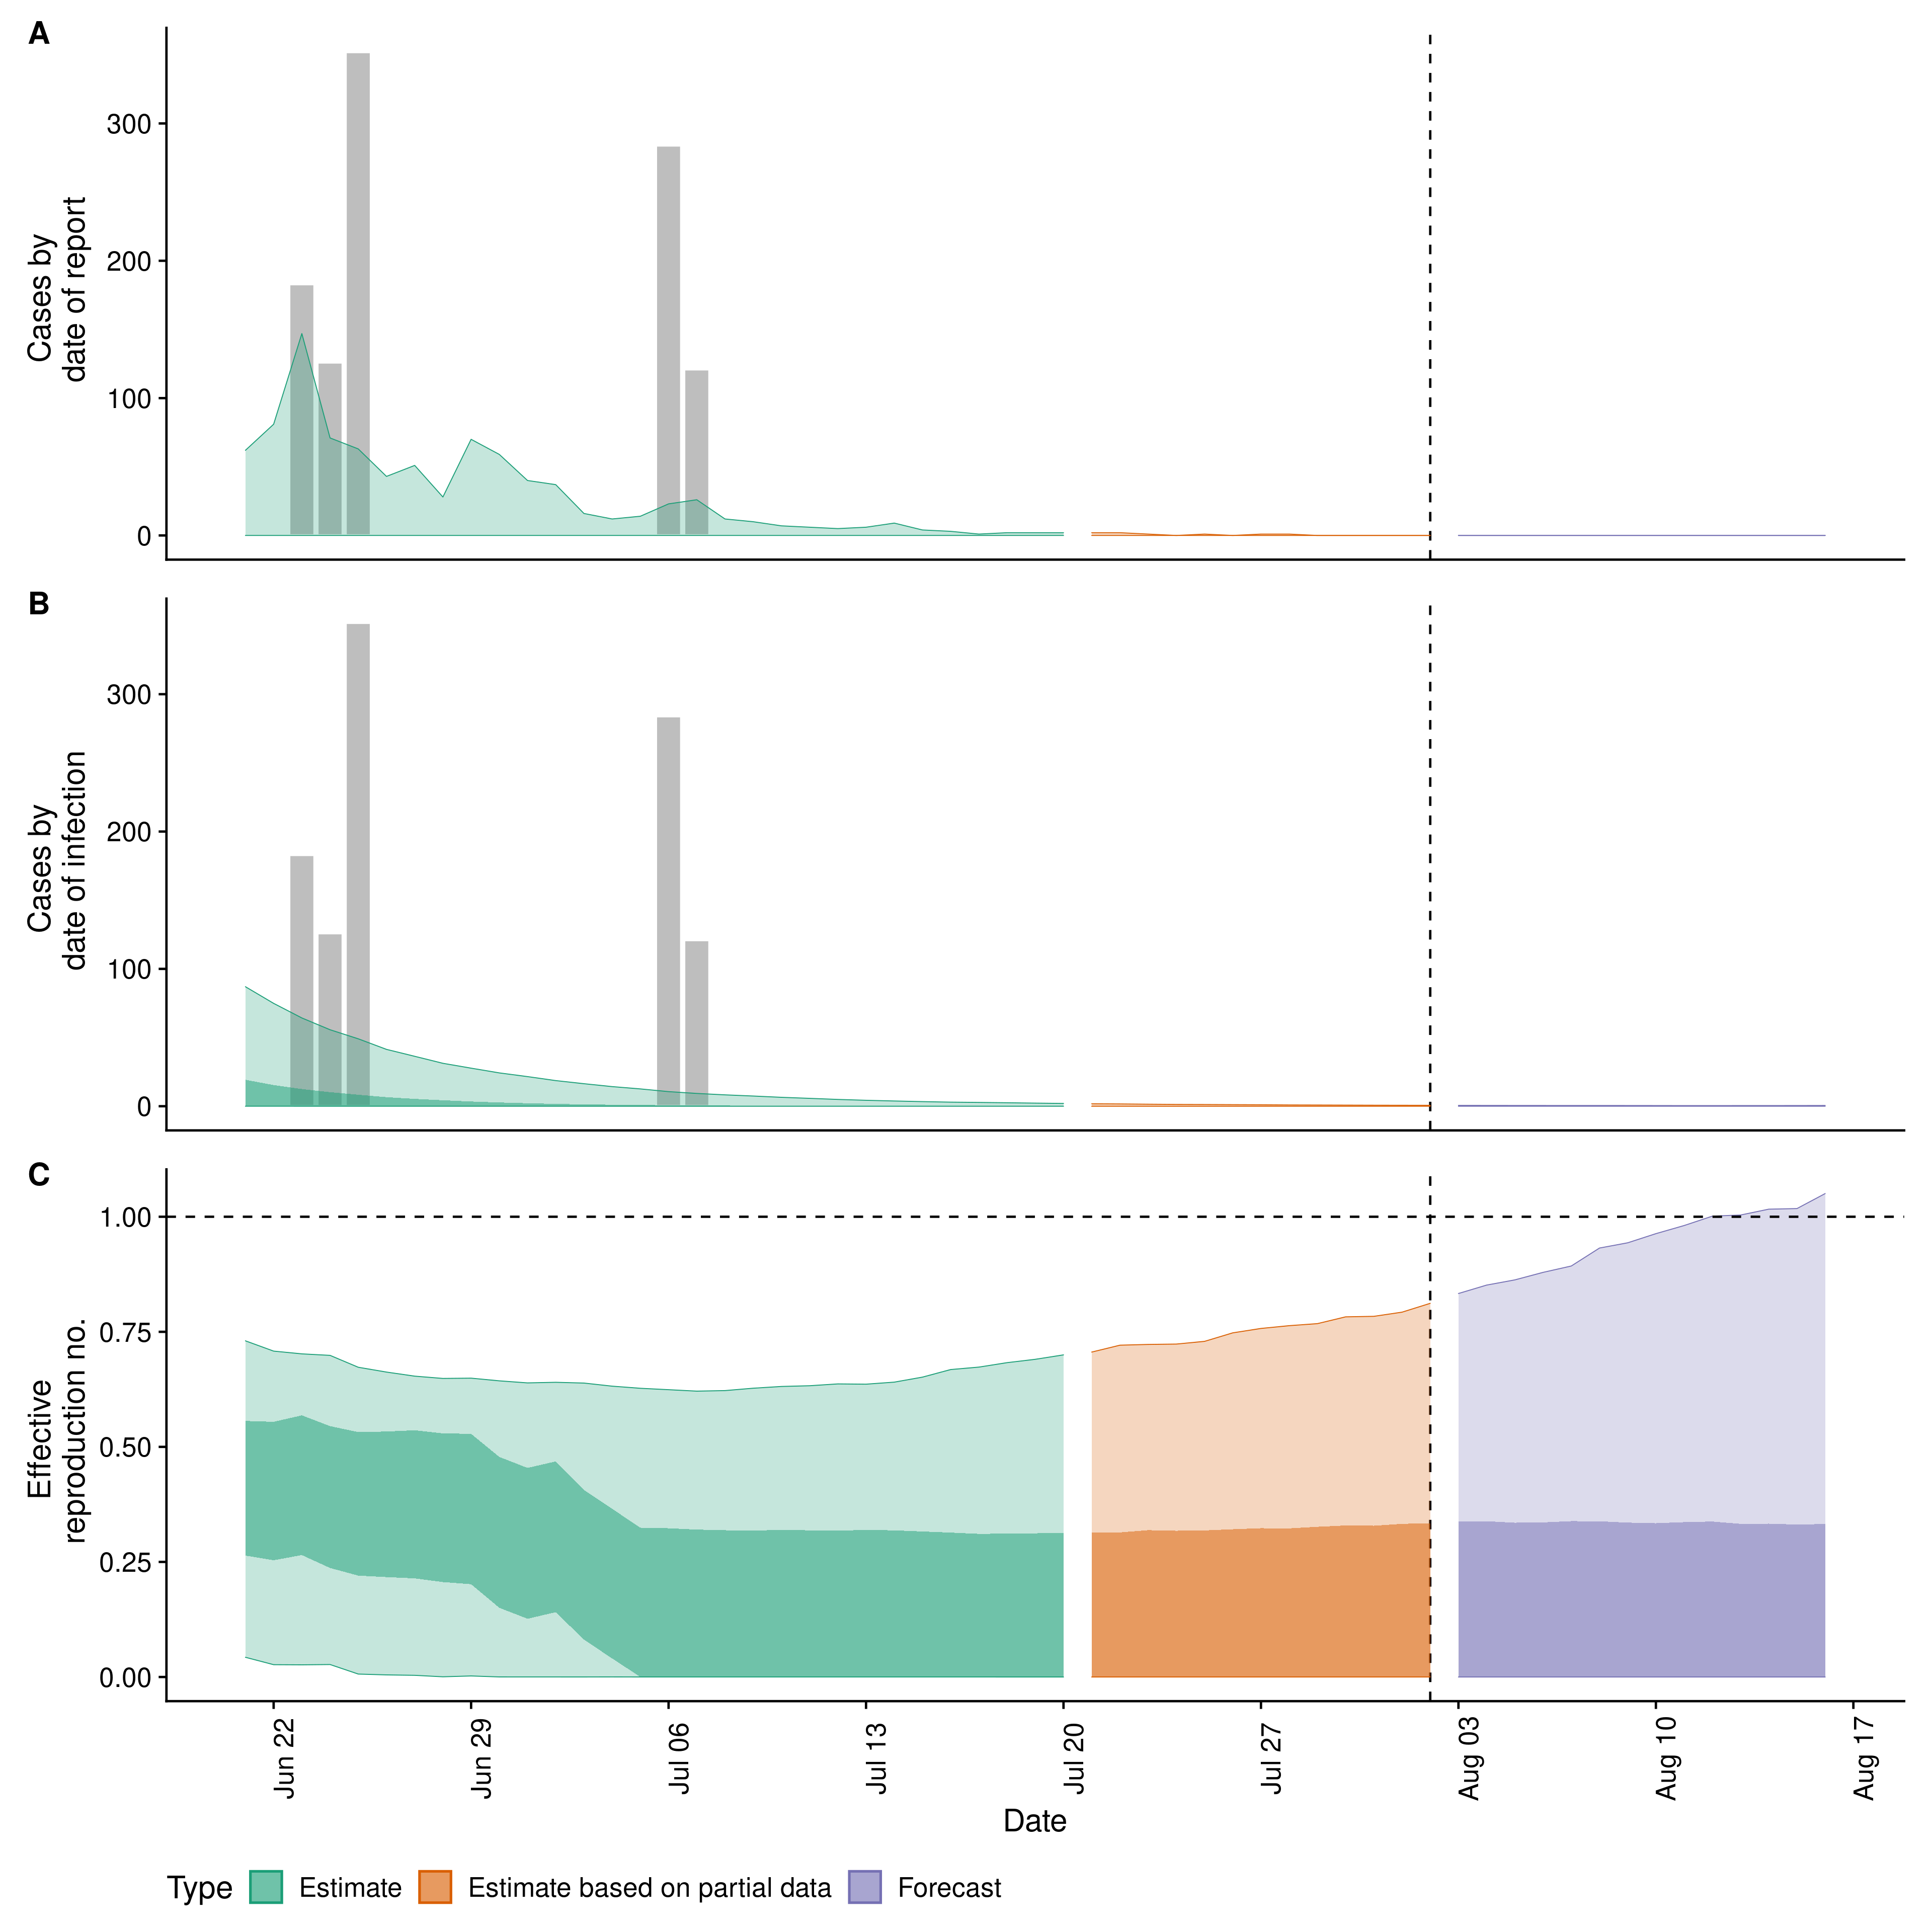 A
Cases by
date of report
300
200
100
0
B
Cases by
date of infection
300
200
100
0
C
Effective
reproduction no.
1.00
0.75
0.50
0.25
0.00
Jun 22
Jun 29
Jul 06
Jul 13
Jul 20
Jul 27
Aug 03
Aug 10
Aug 17
Date
Type Estimate Estimate based on partial data Forecast